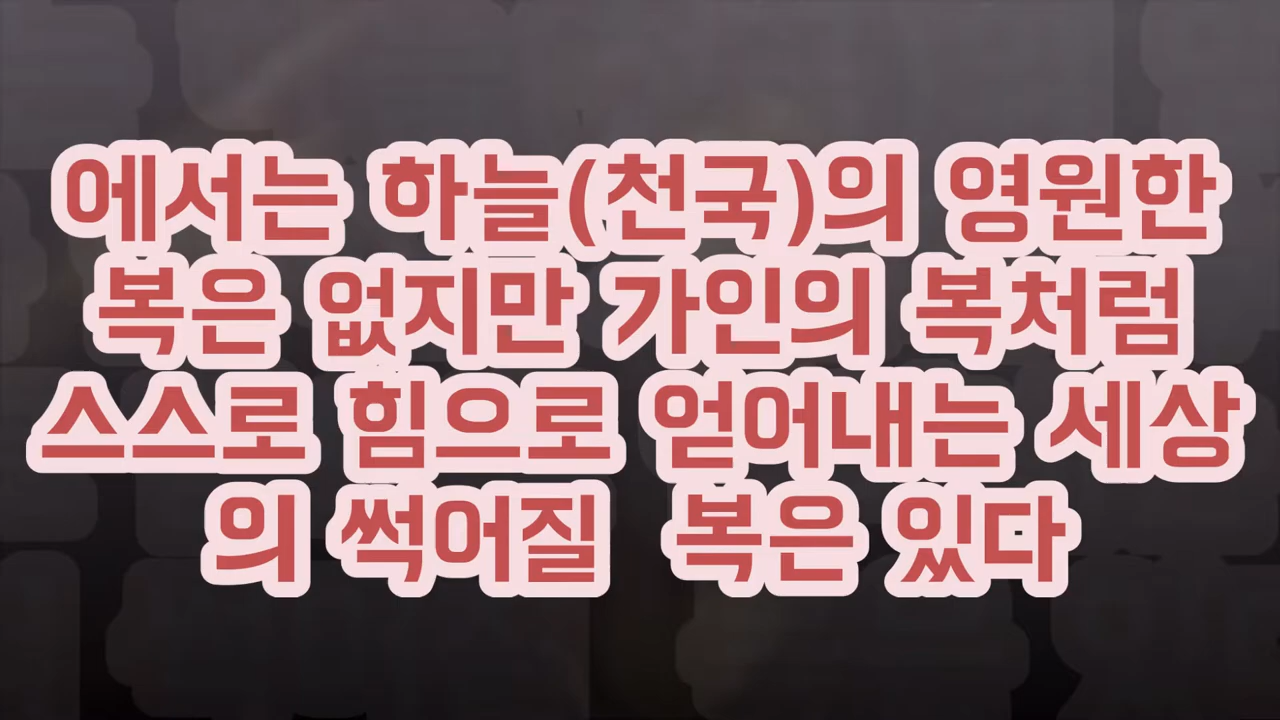 에서는 하늘(천국)의 영원한
복은 없지만 가인의 복처럼
스스로 힘으로 얻어내는 세상
의 썩어질  복은 있다